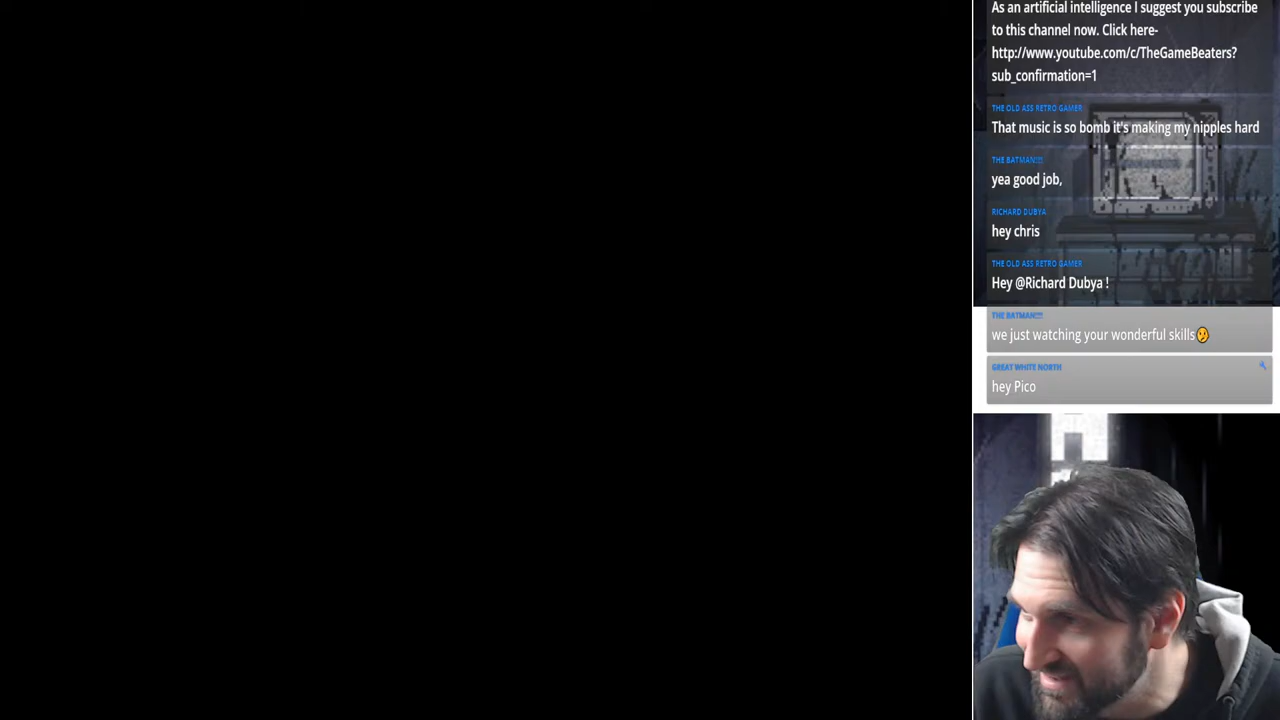 As an artificial intelligence I suggest you subscribe
to this channel now. Click here-
http://www.youtube.com/c/TheGameBeaters?
sub_confirmation=1
THE OLD ASS RETRO GAMER
That music is so bomb it's making my nipples hard
THE BATMAN!!!!
yea good job,
RICHARD DUBYA
hey chris
THE OLD ASS RETRO GAMER
Hey @Richard Dubya !
THE BATMAN!!!!
we just watching your wonderful skills🤔
GREAT WHITE NORTH
hey Pico